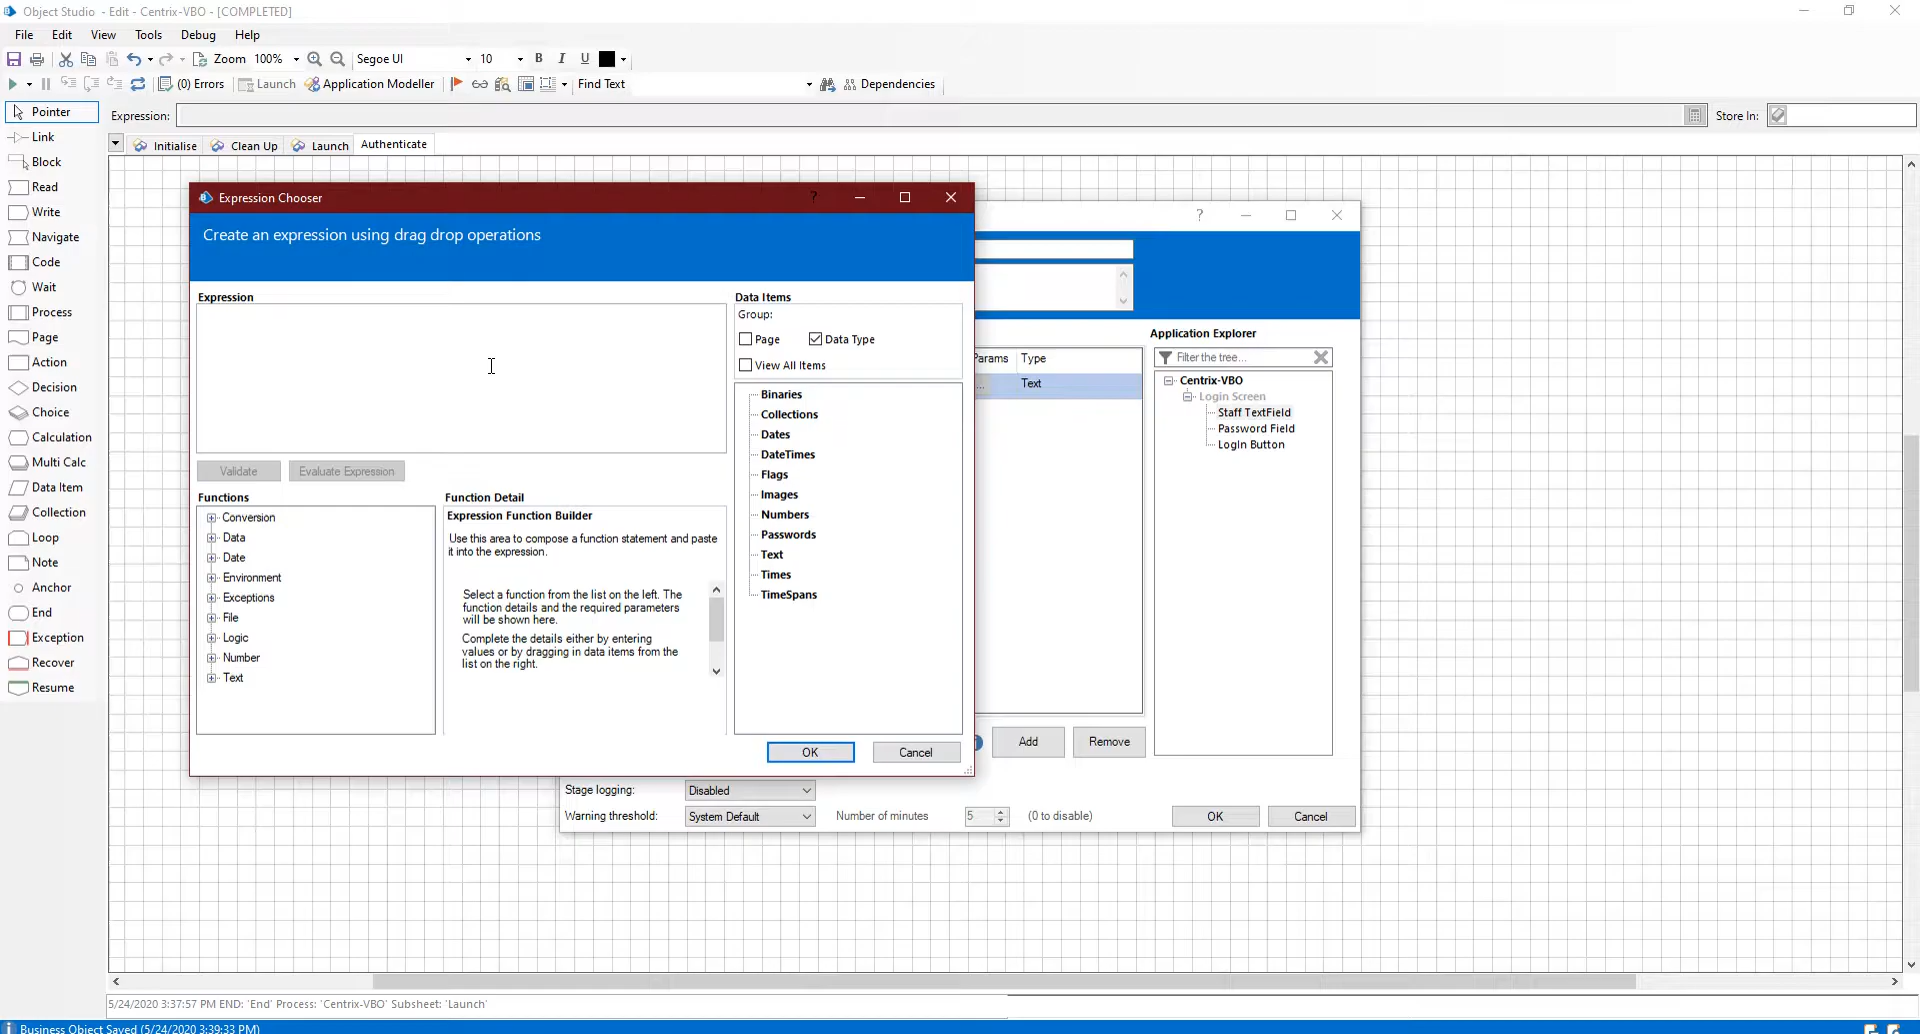 Object Studio - Edit - Centrix-VBO - [COMPLETED]
File Edit View Tools Debug Help
Zoom 100% Segoe UI 10 B I U
(0) Errors Launch Application Modeller Find Text Dependencies
Pointer
Link
Block
Read
Write
Navigate
Code
Wait
Process
Page
Action
Decision
Choice
Calculation
Multi Calc
Data Item
Collection
Loop
Note
Anchor
End
Exception
Recover
Resume
Expression: Store In:
Initialise Clean Up Launch Authenticate
Expression Chooser ?
Create an expression using drag drop operations
Expression
Validate Evaluate Expression
Functions
Conversion
Data
Date
Environment
Exceptions
File
Logic
Number
Text
Function Detail
Expression Function Builder
Use this area to compose a function statement and paste
it into the expression.
Select a function from the list on the left. The
function details and the required parameters
will be shown here.
Complete the details either by entering
values or by dragging in data items from the
list on the right.
Data Items
Group:
Page Data Type
View All Items
Binaries
Collections
Dates
DateTimes
Flags
Images
Numbers
Passwords
Text
Times
TimeSpans
OK Cancel
?
Params Type
... Text
Application Explorer
Filter the tree...
Centrix-VBO
Login Screen
Staff TextField
Password Field
LogIn Button
Add Remove
Stage logging: Disabled
Warning threshold: System Default Number of minutes 5 (0 to disable)
OK Cancel
5/24/2020 3:37:57 PM END: 'End' Process: 'Centrix-VBO' Subsheet: 'Launch'
Business Object Saved (5/24/2020 3:39:33 PM)